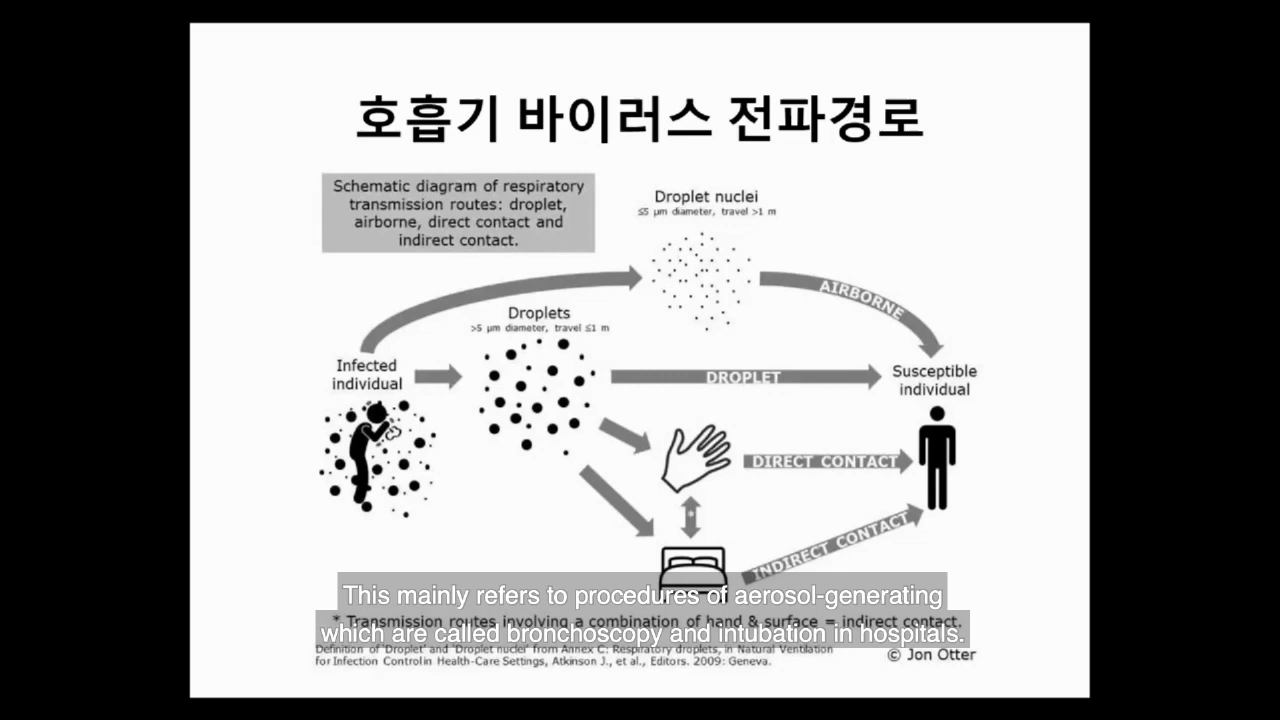 호흡기 바이러스 전파경로
Schematic diagram of respiratory
transmission routes: droplet,
airborne, direct contact and
indirect contact.
Droplet nuclei
≤5 μm diameter, travel >1 m
AIRBORNE
Droplets
>5 μm diameter, travel ≤1 m
Infected
individual
DROPLET
Susceptible
individual
DIRECT CONTACT
*
INDIRECT CONTACT
This mainly refers to procedures of aerosol-generating
* Transmission routes involving a combination of hand & surface = indirect contact.
which are called bronchoscopy and intubation in hospitals.
Definition of 'Droplet' and 'Droplet nuclei' from Annex C: Respiratory droplets, in Natural Ventilation
for Infection Control in Health-Care Settings, Atkinson J., et al., Editors. 2009: Geneva.
© Jon Otter